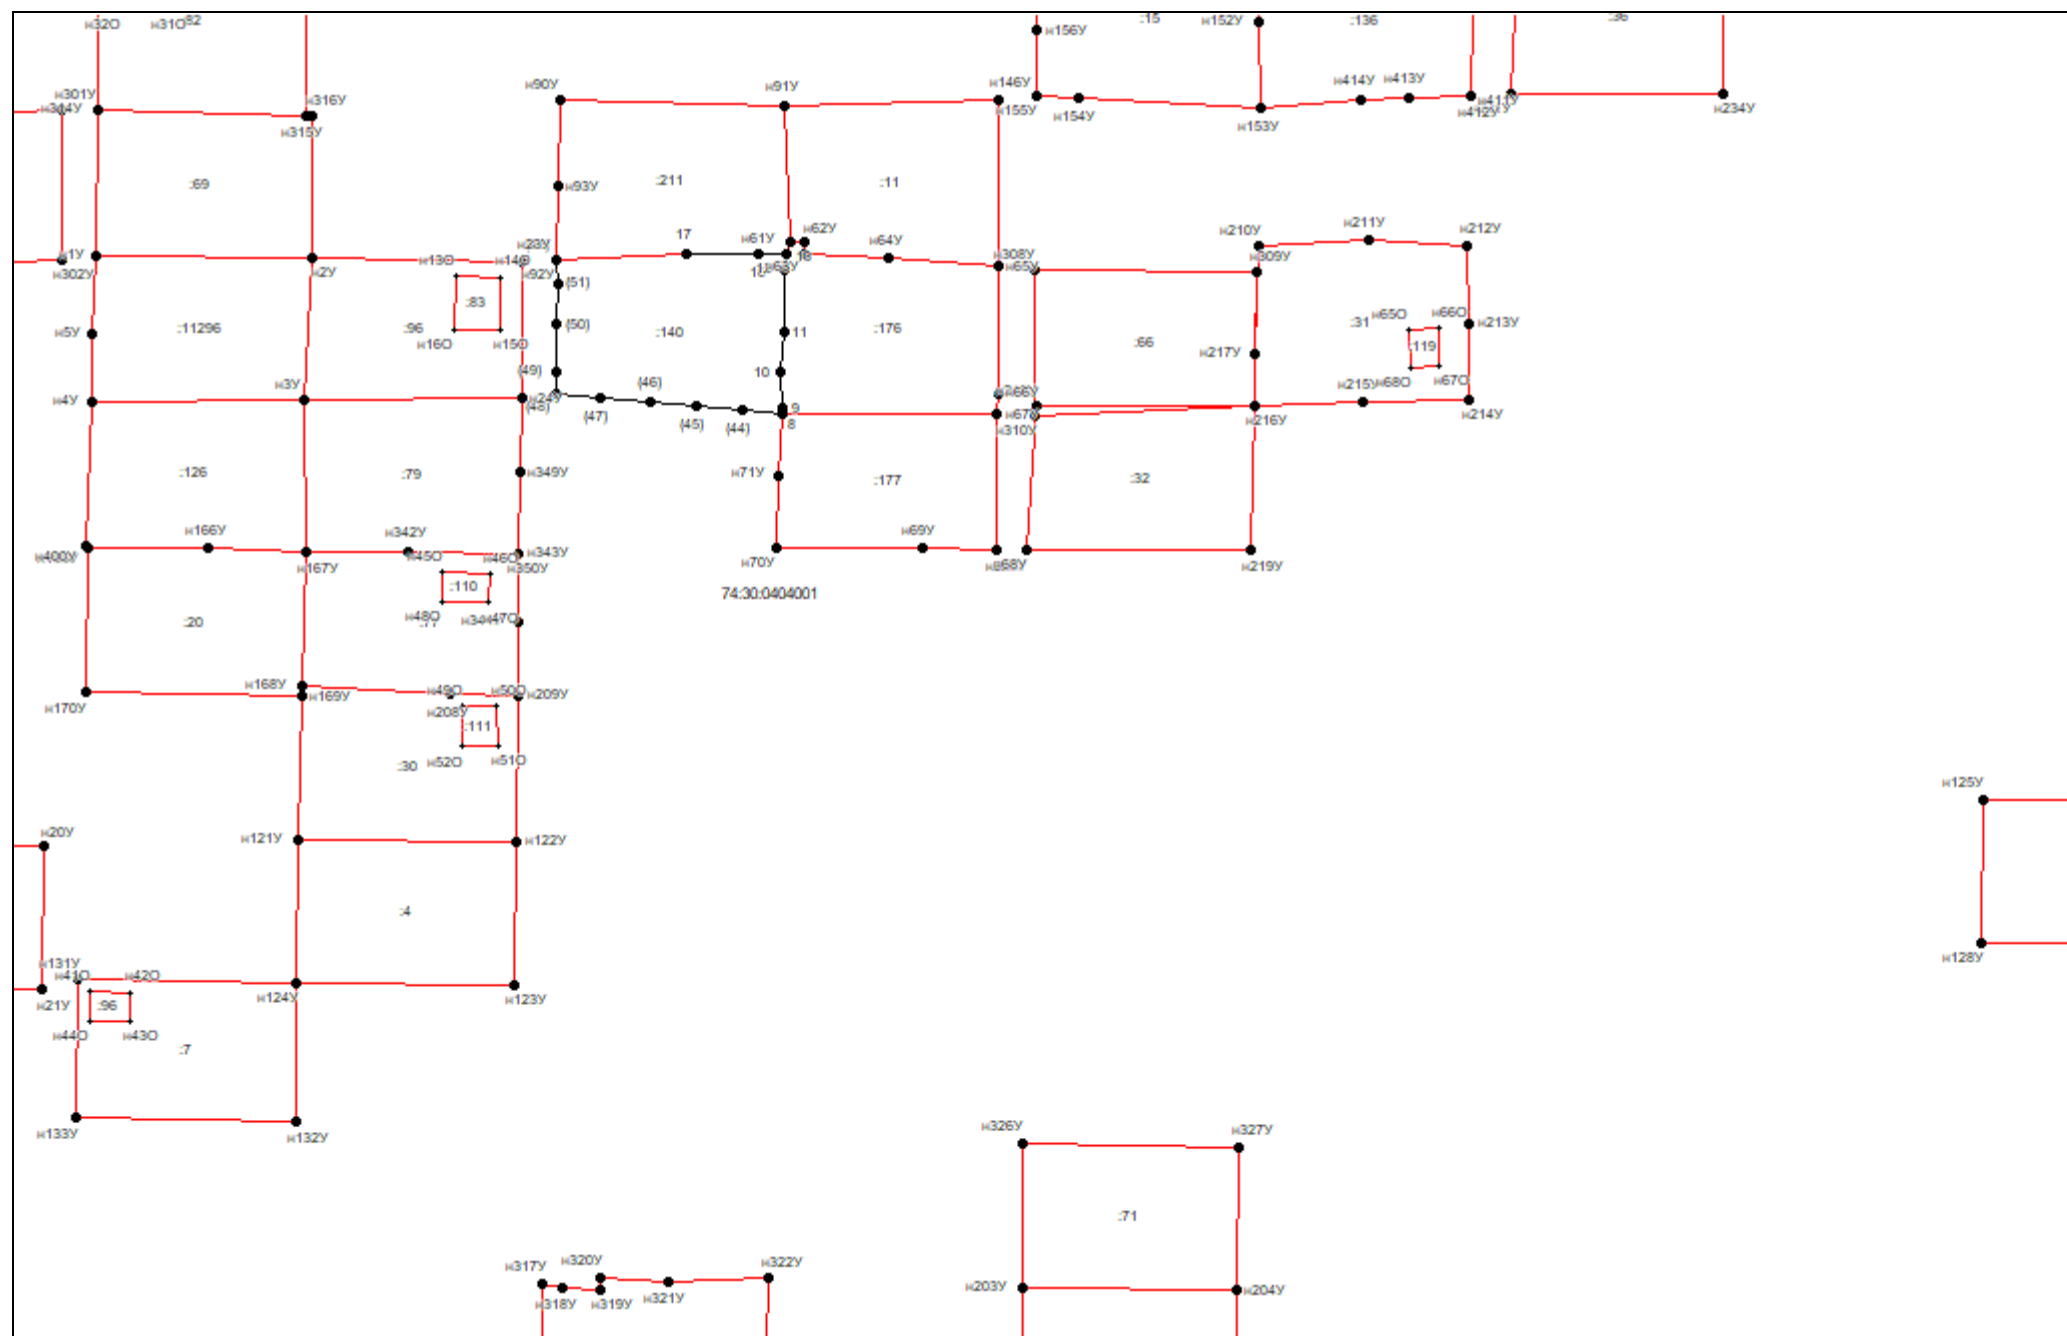 н32О
н31О
82
:15
н152У
:136
:36
н156У
н301У
н316У
н315У
н90У
н91У
н146У
н155У
н154У
н153У
н414У
н413У
н412У
н234У
:69
н93У
:211
:11
н1У
н302У
н2У
н13О
н14О
н92У
17
н61У
н62У
н64У
н308У
н65У
н210У
н309У
н211У
н212У
(51)
:83
н5У
:11296
:96
н16О
н15О
(50)
:140
11
:176
:66
н217У
:31
н65О
н66О
:119
н213У
н68О
н67О
н215У
н3У
н4У
(49)
10
(46)
н24У
(48)
(47)
(45)
(44)
9
8
н66У
н67У
н310У
н216У
н214У
:126
:79
н349У
н71У
:177
:32
н400У
н166У
н167У
н342У
н343У
н350У
н45О
н46О
:110
н48О
н47О
н70У
н69У
н68У
н219У
74:30:0404001
:20
н168У
н169У
н170У
н49О
н50О
н209У
н208У
:111
н52О
н51О
:30
н125У
н20У
н121У
н122У
:4
н128У
н131У
н41О
н42О
н21У
:96
н124У
н123У
н44О
н43О
:7
н133У
н132У
н326У
н327У
:71
н317У
н320У
н322У
н318У
н319У
н321У
н203У
н204У